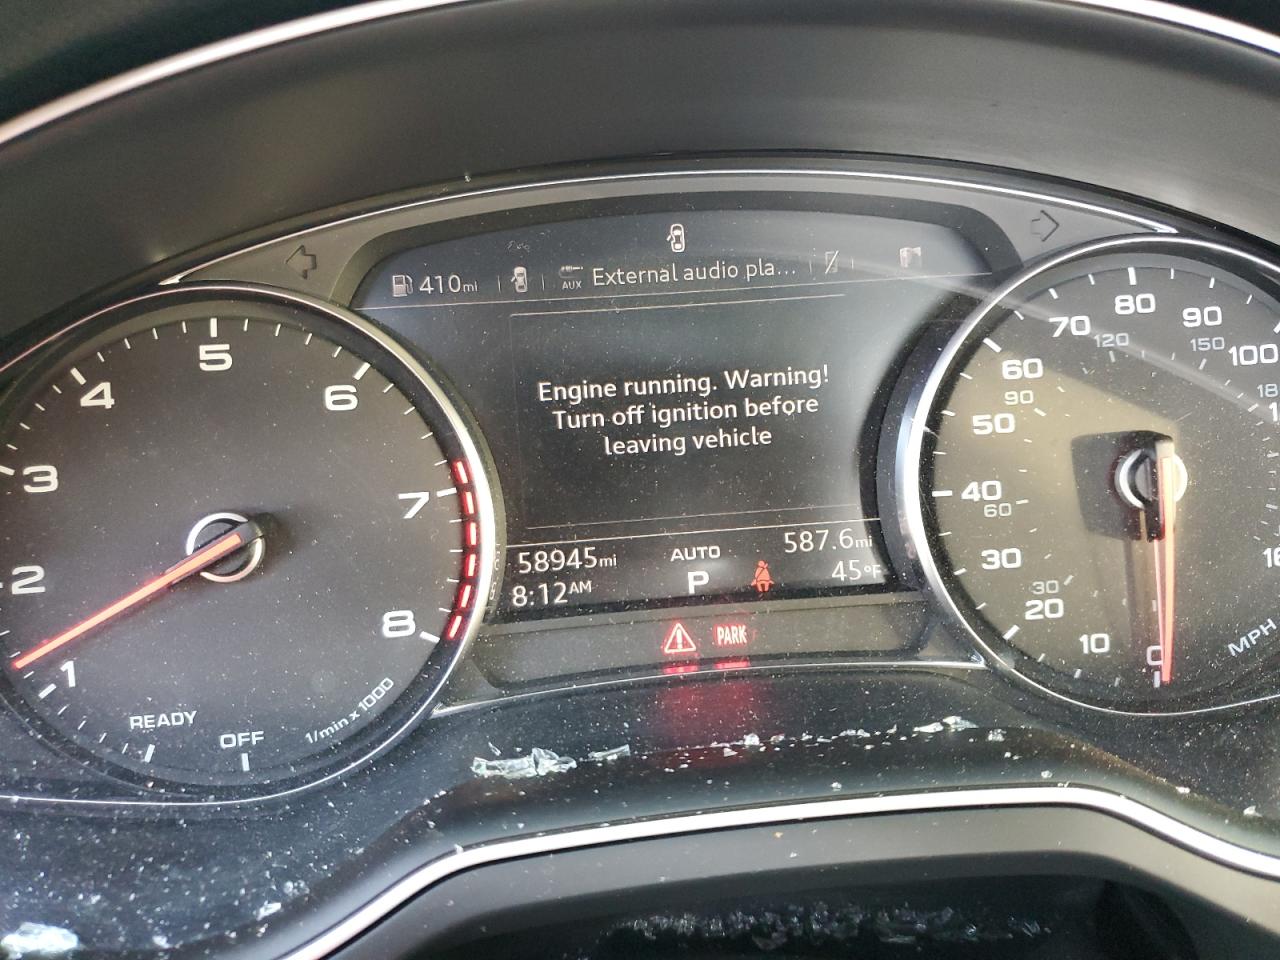 410mi
AUX External audio pla...
Engine running. Warning!
Turn off ignition before
leaving vehicle
58945mi
AUTO
587.6mi
8:12AM
P
45°F
PARK
1
2
3
4
5
6
7
8
READY
OFF
1/min x 1000
0
10
20
30
40
50
60
70
80
90
100
30
60
90
120
150
MPH